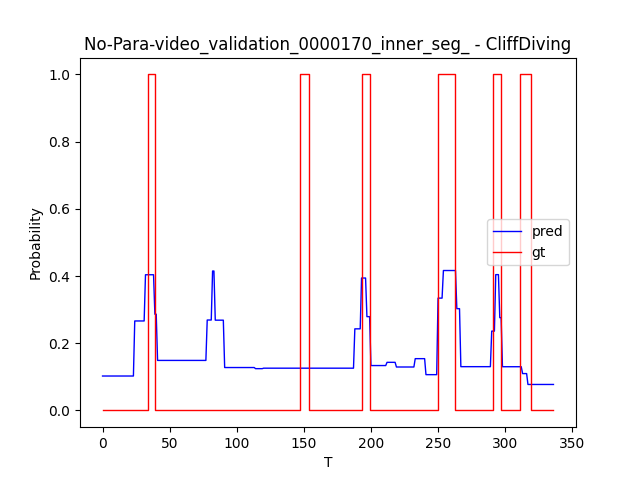 No-Para-video_validation_0000170_inner_seg_ - CliffDiving
1.0
0.8
0.6
0.4
0.2
0.0
Probability
pred
gt
0 50 100 150 200 250 300 350
T